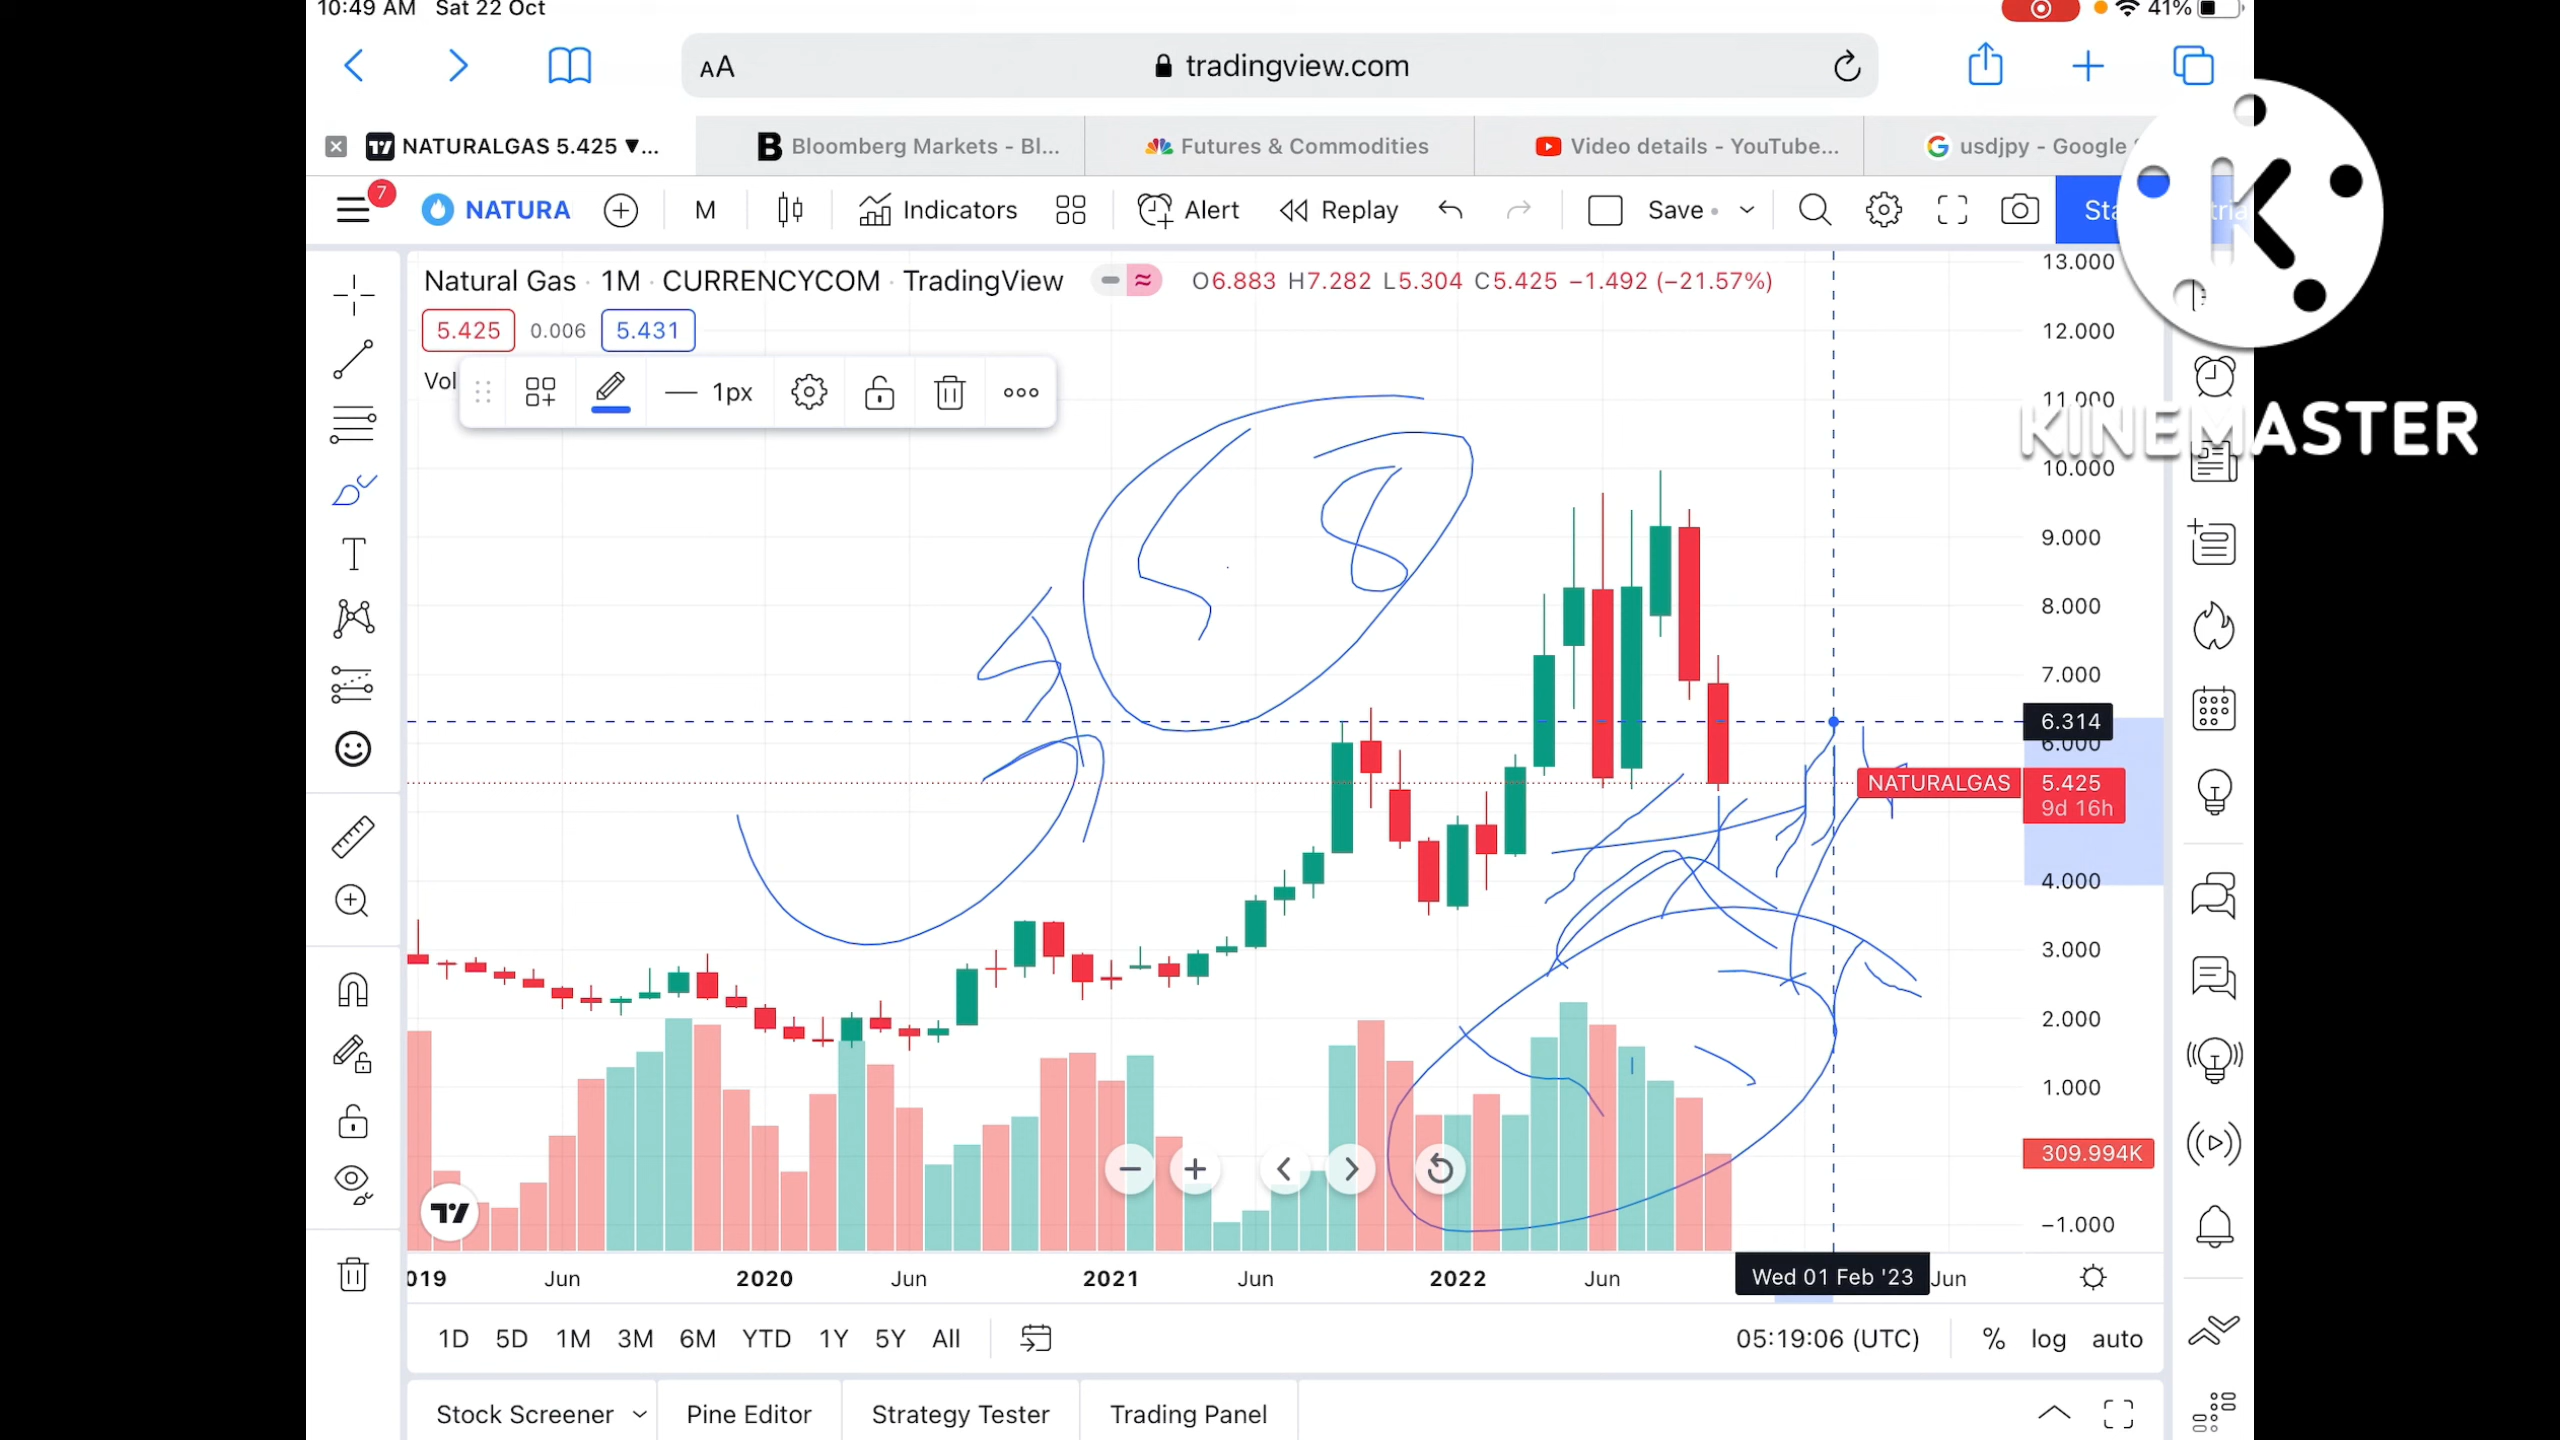 10:49 AM Sat 22 Oct
41%
AA
tradingview.com
NATURALGAS 5.425 ▼...
B Bloomberg Markets - Bl...
Futures & Commodities
Video details - YouTube...
usdjpy - Google
7
NATURA
M
Indicators
Alert
Replay
Save
Natural Gas · 1M · CURRENCYCOM · TradingView
O6.883 H7.282 L5.304 C5.425 −1.492 (−21.57%)
5.425 0.006 5.431
Vol
1px
58
KINEMASTER
13.000
12.000
11.000
10.000
9.000
8.000
7.000
6.314
6.000
NATURALGAS 5.425
9d 16h
4.000
3.000
2.000
1.000
309.994K
−1.000
019 Jun 2020 Jun 2021 Jun 2022 Jun Wed 01 Feb '23 Jun
1D 5D 1M 3M 6M YTD 1Y 5Y All
05:19:06 (UTC) % log auto
Stock Screener Pine Editor Strategy Tester Trading Panel